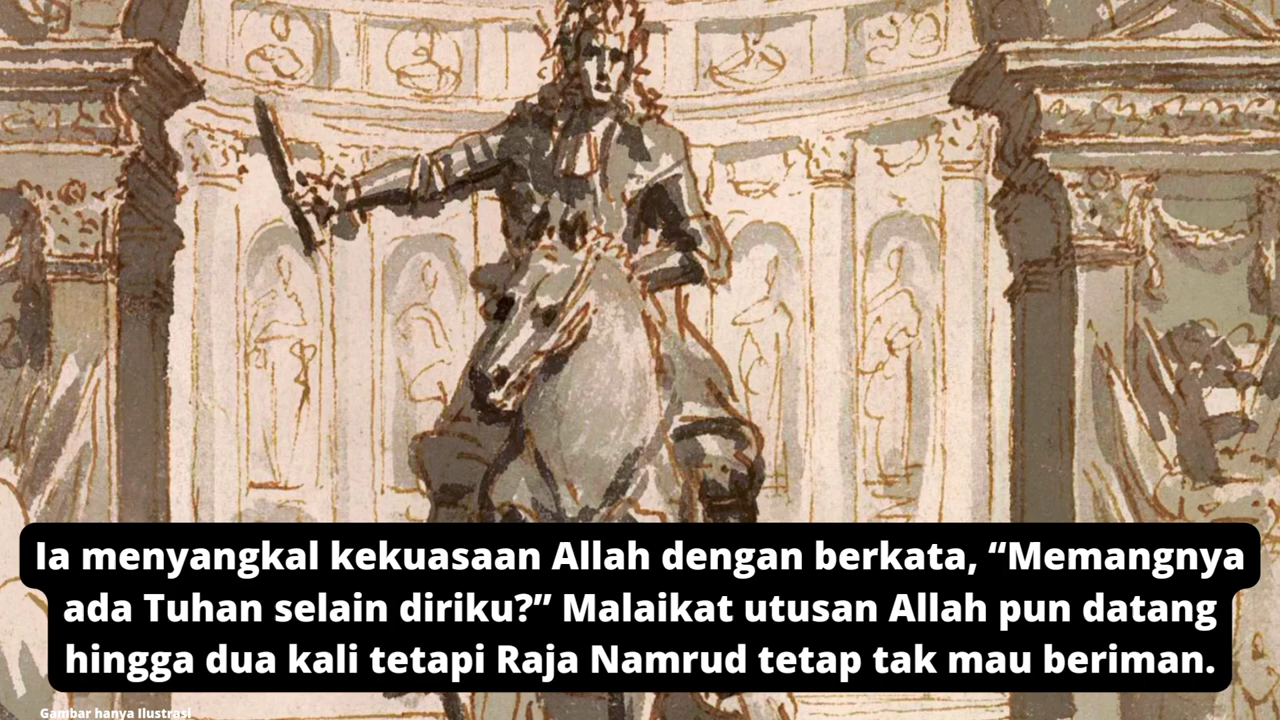 Ia menyangkal kekuasaan Allah dengan berkata, “Memangnya
ada Tuhan selain diriku?” Malaikat utusan Allah pun datang
hingga dua kali tetapi Raja Namrud tetap tak mau beriman.
Gambar hanya Ilustrasi